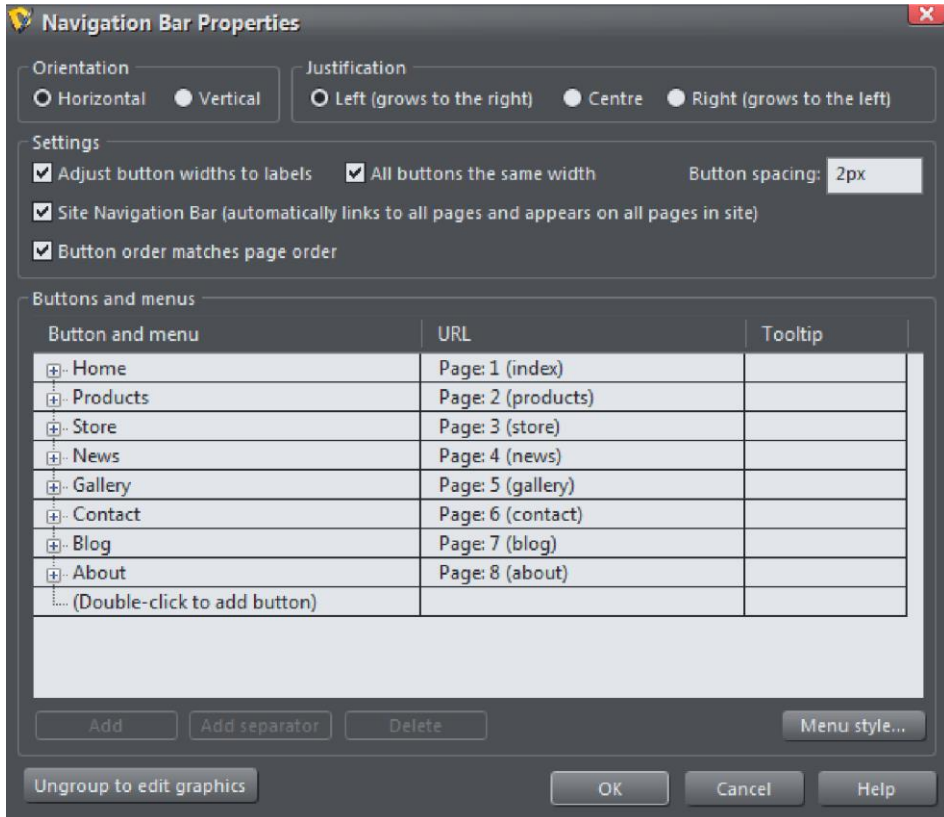 Navigation Bar Properties
Orientation
Justification
Horizontal
Vertical
Left (grows to the right)
Centre
Right (grows to the left)
Settings
Adjust button widths to labels
All buttons the same width
Button spacing: 2px
Site Navigation Bar (automatically links to all pages and appears on all pages in site)
Button order matches page order
Buttons and menus
Button and menu URL Tooltip
Home Page: 1 (index)
Products Page: 2 (products)
Store Page: 3 (store)
News Page: 4 (news)
Gallery Page: 5 (gallery)
Contact Page: 6 (contact)
Blog Page: 7 (blog)
About Page: 8 (about)
(Double-click to add button)
Add Add separator Delete Menu style...
Ungroup to edit graphics OK Cancel Help